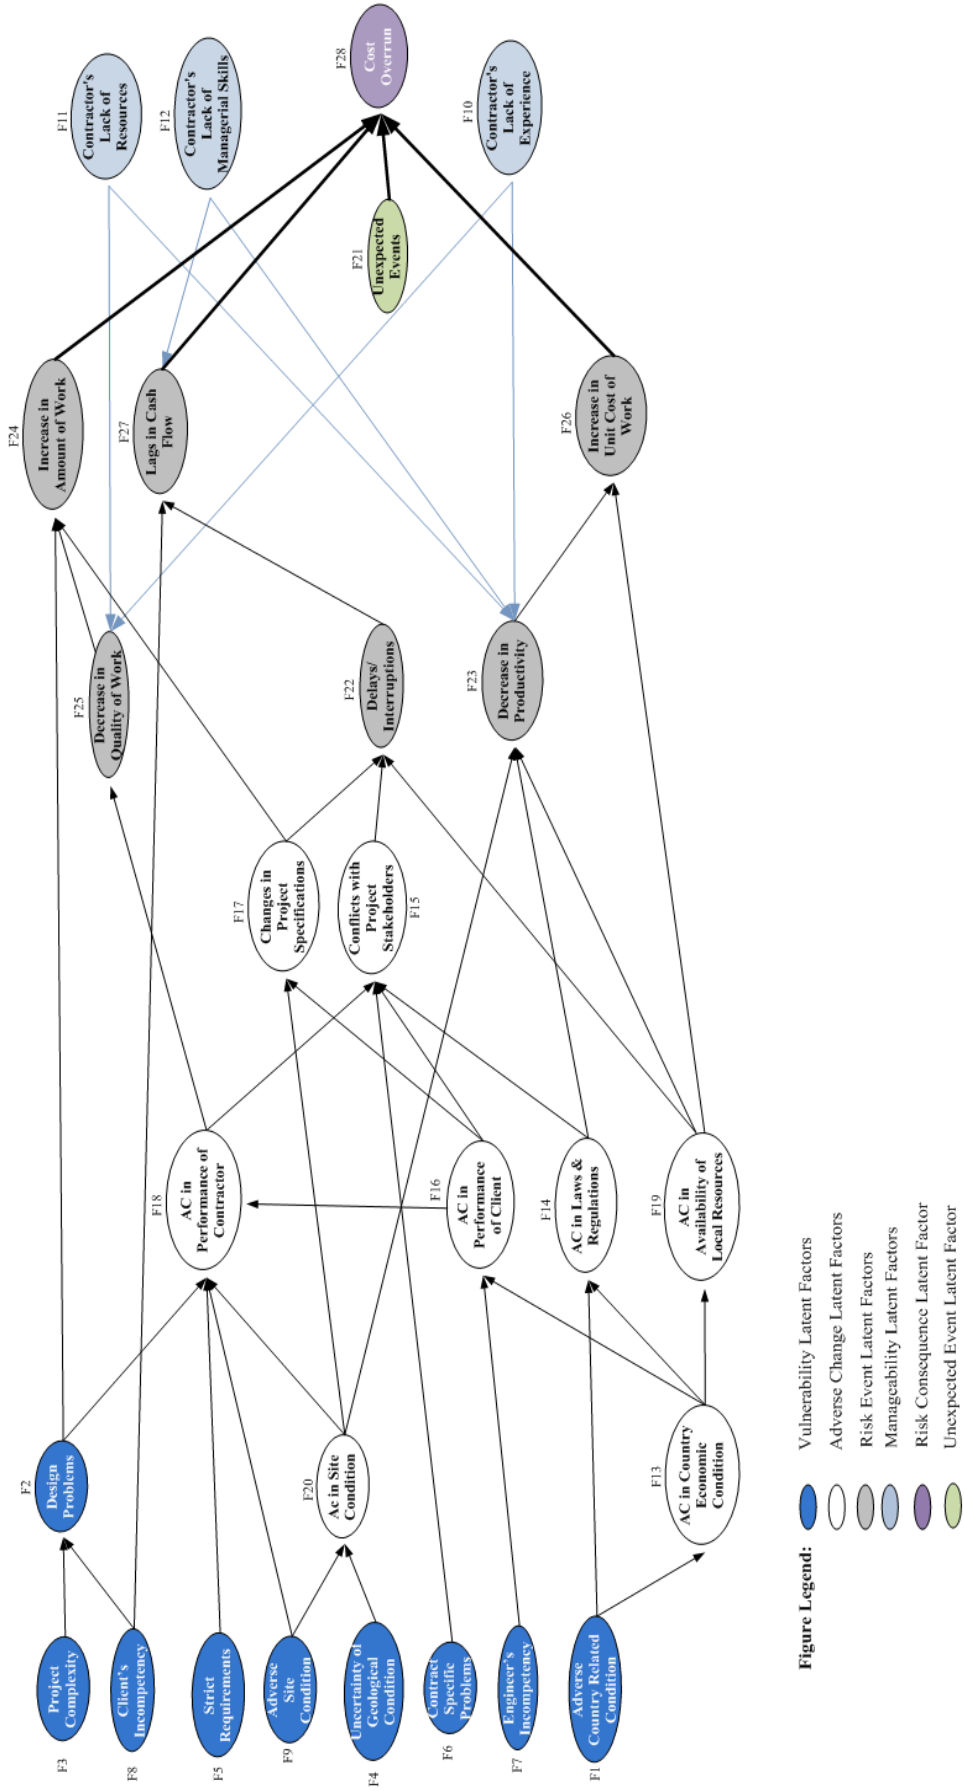 F3
Project
Complexity
F8
Client's
Incompetency
F5
Strict
Requirements
F9
Adverse
Site
Condition
F4
Uncertainty of
Geological
Condition
F6
Contract
Specific
Problems
F7
Engineer's
Incompetency
F1
Adverse
Country Related
Condition
F2
Design
Problems
F20
Ac in Site
Condition
F13
AC in Country
Economic
Condition
F18
AC in
Performance of
Contractor
F16
AC in
Performance
of Client
F14
AC in Laws &
Regulations
F19
AC in
Availability of
Local Resources
F17
Changes in
Project
Specifications
Conflicts with
Project
Stakeholders
F15
F25
Decrease in
Quality of Work
F22
Delays/
Interruptions
F23
Decrease in
Productivity
F24
Increase in
Amount of Work
F27
Lags in Cash
Flow
F26
Increase in
Unit Cost of
Work
F21
Unexpected
Events
F11
Contractor's
Lack of
Resources
F12
Contractor's
Lack of
Managerial Skills
F28
Cost
Overrun
F10
Contractor's
Lack of
Experience
Figure Legend:
Vulnerability Latent Factors
Adverse Change Latent Factors
Risk Event Latent Factors
Manageability Latent Factors
Risk Consequence Latent Factor
Unexpected Event Latent Factor